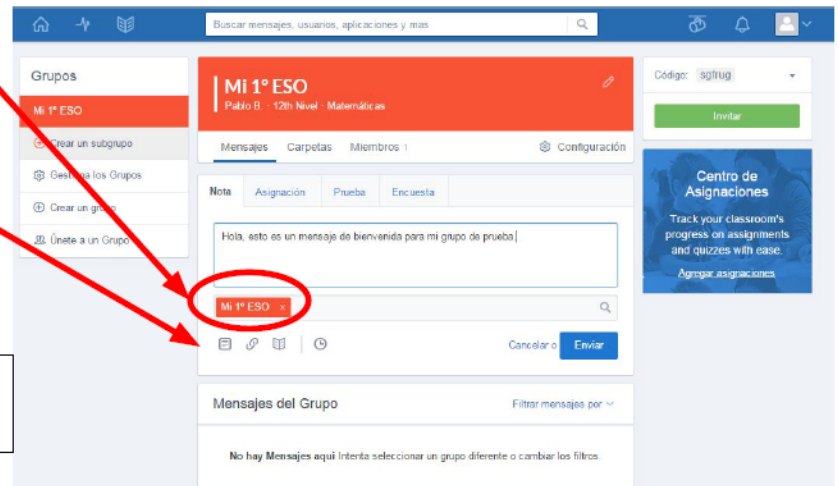 Buscar mensajes, usuarios, aplicaciones y mas
Grupos
Mi 1º ESO
Crear un subgrupo
Gestiona los Grupos
Crear un grupo
Únete a un Grupo
Mi 1º ESO
Pablo B. · 12th Nivel · Matemáticas
Mensajes Carpetas Miembros 1 Configuración
Nota Asignación Prueba Encuesta
Hola, esto es un mensaje de bienvenida para mi grupo de prueba
Mi 1º ESO ×
Cancelar o Enviar
Mensajes del Grupo Filtrar mensajes por
No hay Mensajes aquí Intenta seleccionar un grupo diferente o cambiar los filtros.
Código: sgfrug
Invitar
Centro de
Asignaciones
Track your classroom's
progress on assignments
and quizzes with ease.
Agregar asignaciones